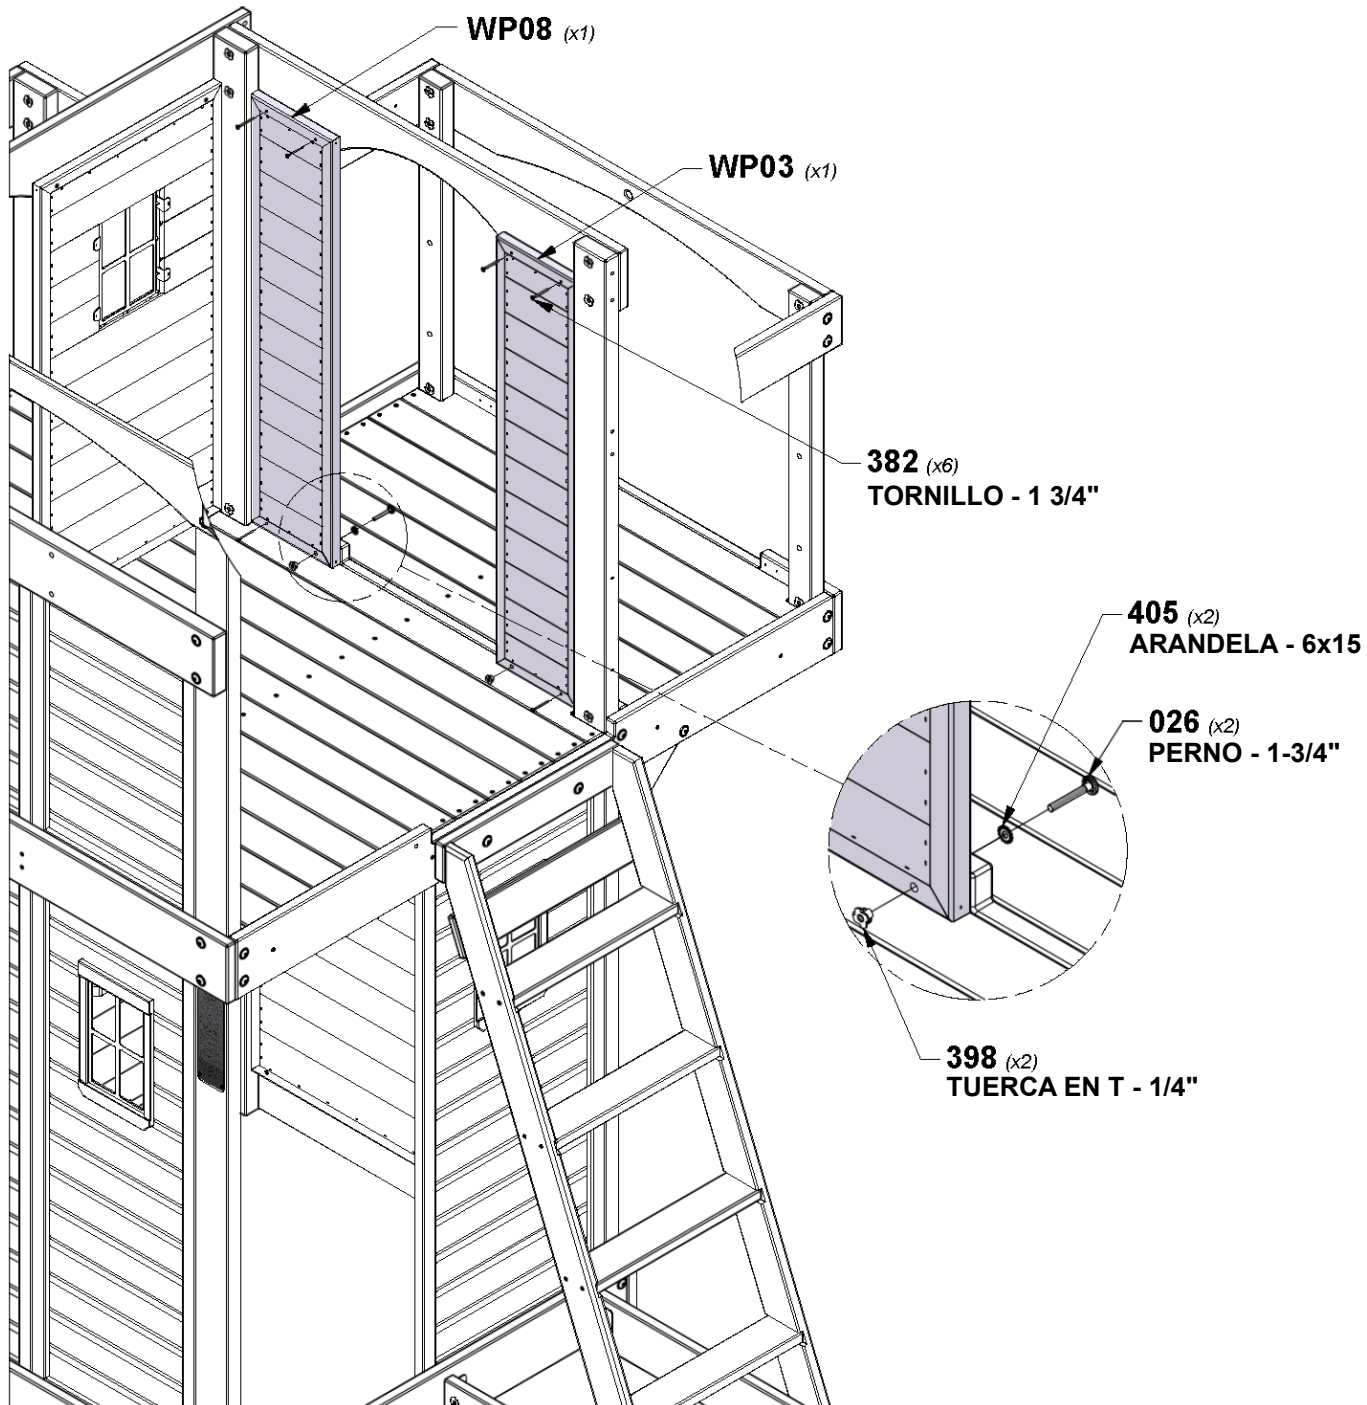 WP08 (x1)
WP03 (x1)
382 (x6)
TORNILLO - 1 3/4"
405 (x2)
ARANDELA - 6x15
026 (x2)
PERNO - 1-3/4"
398 (x2)
TUERCA EN T - 1/4"